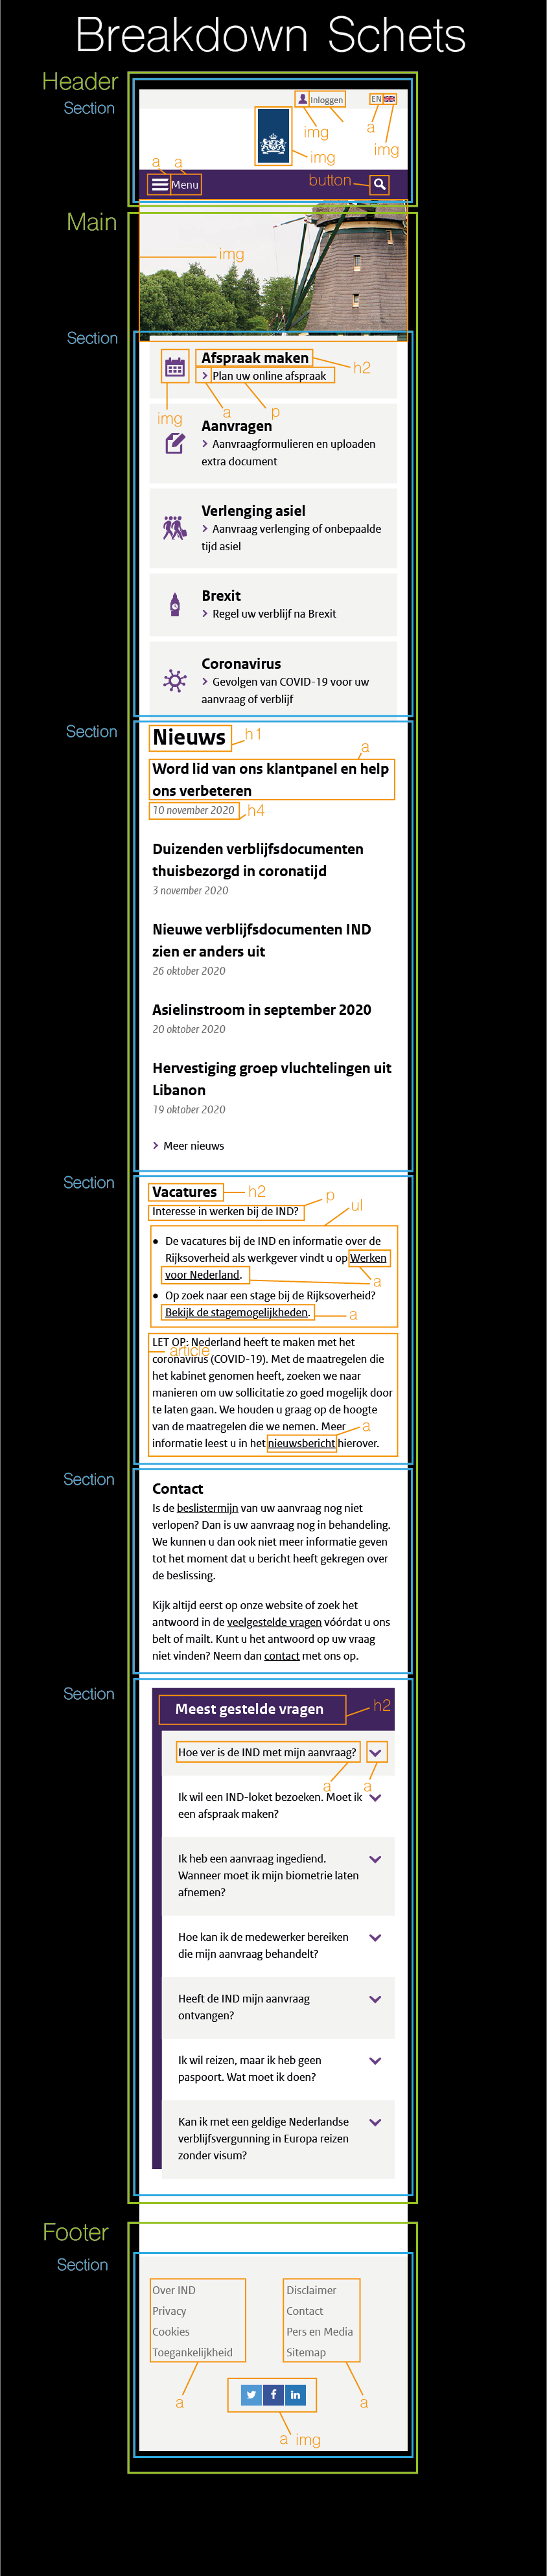 Breakdown Schets
Header
Section
Inloggen
EN
img
a
img
img
a a
Menu
button
Main
img
Section
Afspraak maken
Plan uw online afspraak
h2
img
a
p
Aanvragen
Aanvraagformulieren en uploaden
extra document
Verlenging asiel
Aanvraag verlenging of onbepaalde
tijd asiel
Brexit
Regel uw verblijf na Brexit
Coronavirus
Gevolgen van COVID-19 voor uw
aanvraag of verblijf
Section
Nieuws
h1
a
Word lid van ons klantpanel en help
ons verbeteren
10 november 2020
h4
Duizenden verblijfsdocumenten
thuisbezorgd in coronatijd
3 november 2020
Nieuwe verblijfsdocumenten IND
zien er anders uit
26 oktober 2020
Asielinstroom in september 2020
20 oktober 2020
Hervestiging groep vluchtelingen uit
Libanon
19 oktober 2020
Meer nieuws
Section
Vacatures
h2
p
Interesse in werken bij de IND?
ul
• De vacatures bij de IND en informatie over de
Rijksoverheid als werkgever vindt u op Werken
voor Nederland.
a
• Op zoek naar een stage bij de Rijksoverheid?
Bekijk de stagemogelijkheden.
a
LET OP: Nederland heeft te maken met het
article
coronavirus (COVID-19). Met de maatregelen die
het kabinet genomen heeft, zoeken we naar
manieren om uw sollicitatie zo goed mogelijk door
te laten gaan. We houden u graag op de hoogte
van de maatregelen die we nemen. Meer
a
informatie leest u in het nieuwsbericht hierover.
Section
Contact
Is de beslistermijn van uw aanvraag nog niet
verlopen? Dan is uw aanvraag nog in behandeling.
We kunnen u dan ook niet meer informatie geven
tot het moment dat u bericht heeft gekregen over
de beslissing.
Kijk altijd eerst op onze website of zoek het
antwoord in de veelgestelde vragen vóórdat u ons
belt of mailt. Kunt u het antwoord op uw vraag
niet vinden? Neem dan contact met ons op.
Section
Meest gestelde vragen
h2
Hoe ver is de IND met mijn aanvraag?
a
a
Ik wil een IND-loket bezoeken. Moet ik
een afspraak maken?
Ik heb een aanvraag ingediend.
Wanneer moet ik mijn biometrie laten
afnemen?
Hoe kan ik de medewerker bereiken
die mijn aanvraag behandelt?
Heeft de IND mijn aanvraag
ontvangen?
Ik wil reizen, maar ik heb geen
paspoort. Wat moet ik doen?
Kan ik met een geldige Nederlandse
verblijfsvergunning in Europa reizen
zonder visum?
Footer
Section
Over IND
Privacy
Cookies
Toegankelijkheid
Disclaimer
Contact
Pers en Media
Sitemap
a
a
a img